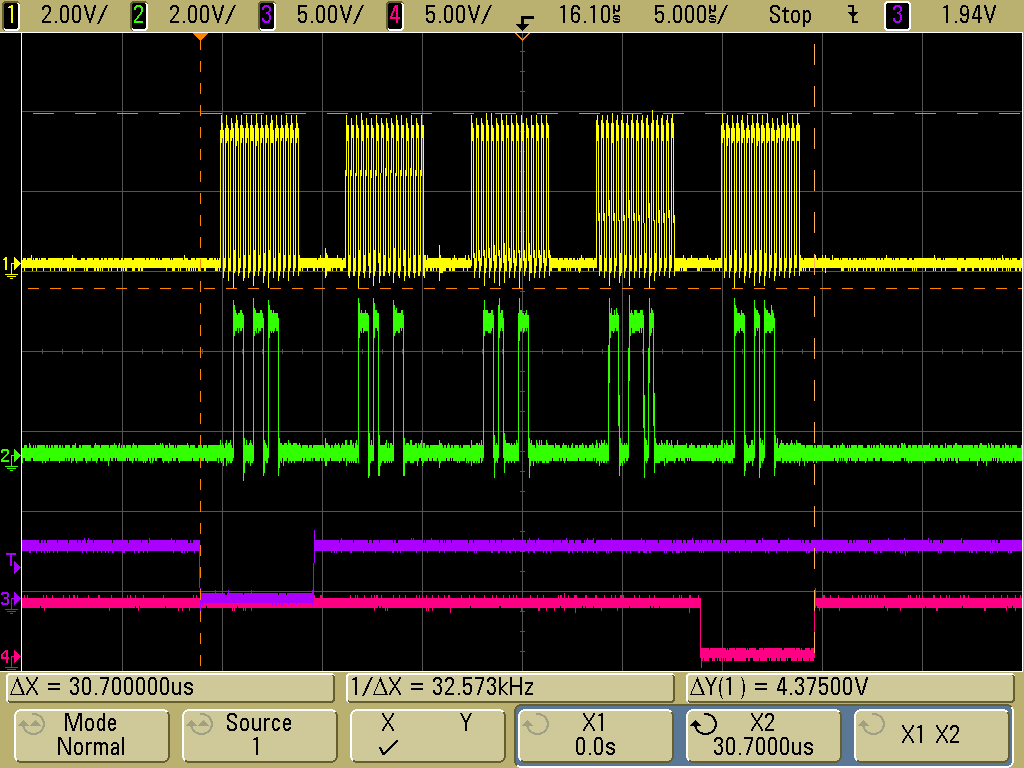 1 2.00V/ 2 2.00V/ 3 5.00V/ 4 5.00V/ 16.10µs 5.000µs/ Stop 3 1.94V
1
2
T
3
4
ΔX = 30.700000us 1/ΔX = 32.573kHz ΔY(1) = 4.37500V
Mode Source X Y X1 X2 X1 X2
Normal 1 ✓ 0.0s 30.7000us